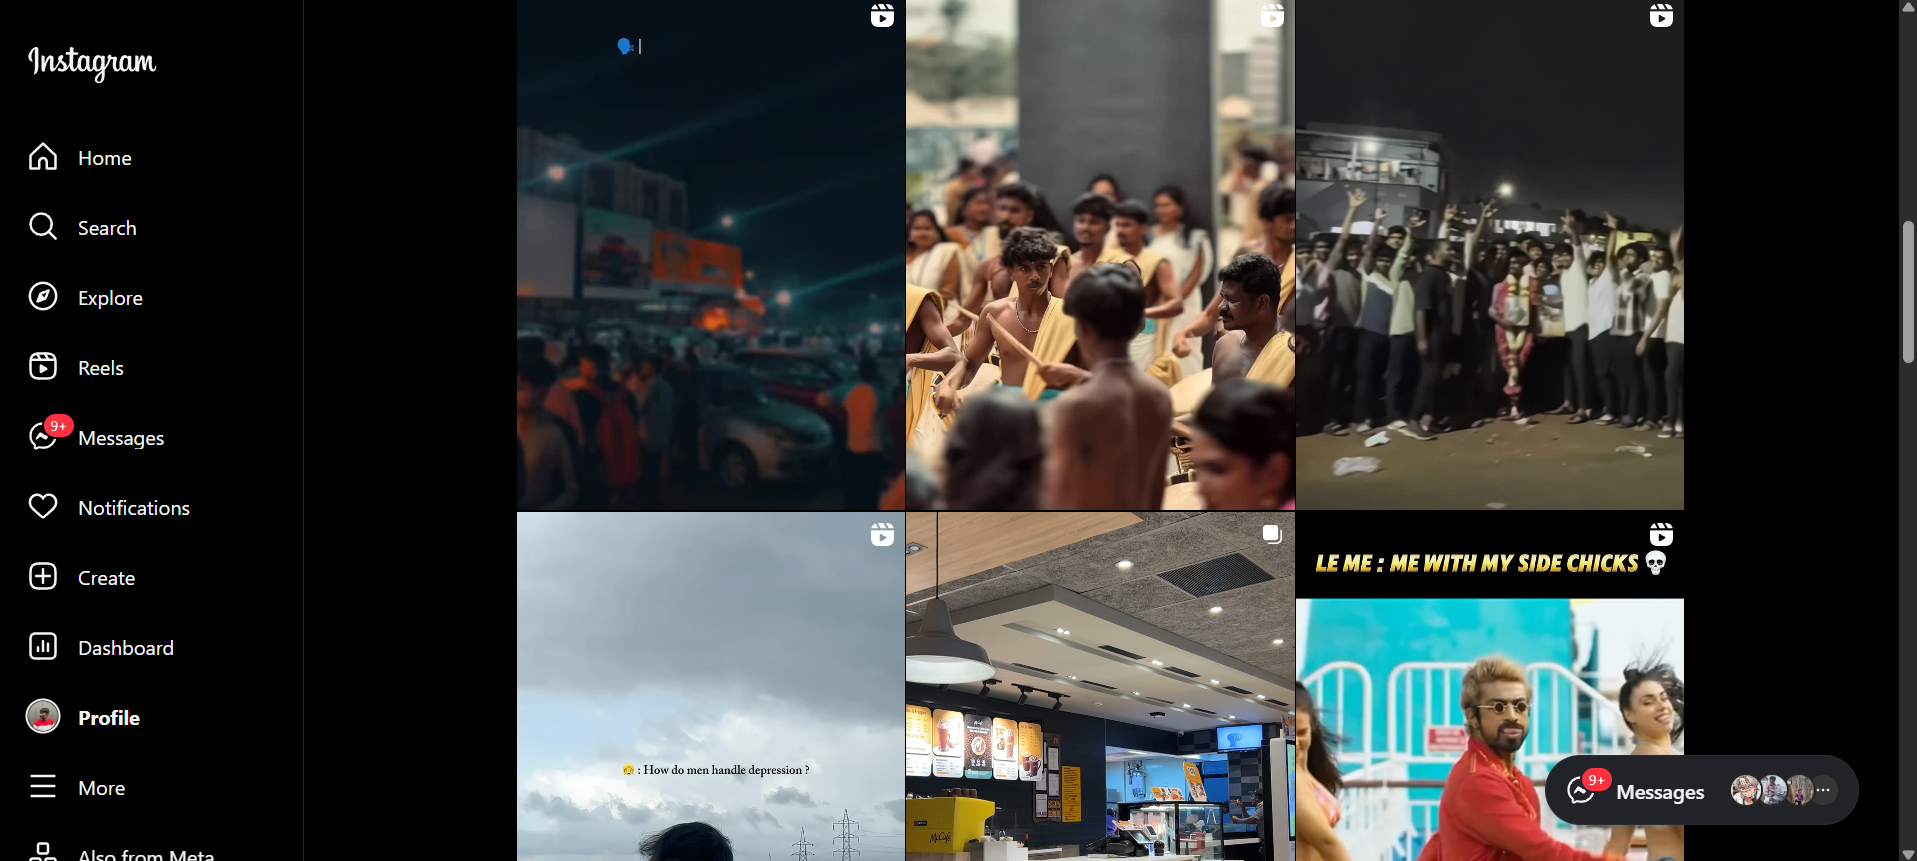 Instagram
Home
Search
Explore
Reels
9+
Messages
Notifications
Create
Dashboard
Profile
More
Also from Meta
LE ME : ME WITH MY SIDE CHICKS 💀
👧 : How do men handle depression ?
McCafé
9+
Messages